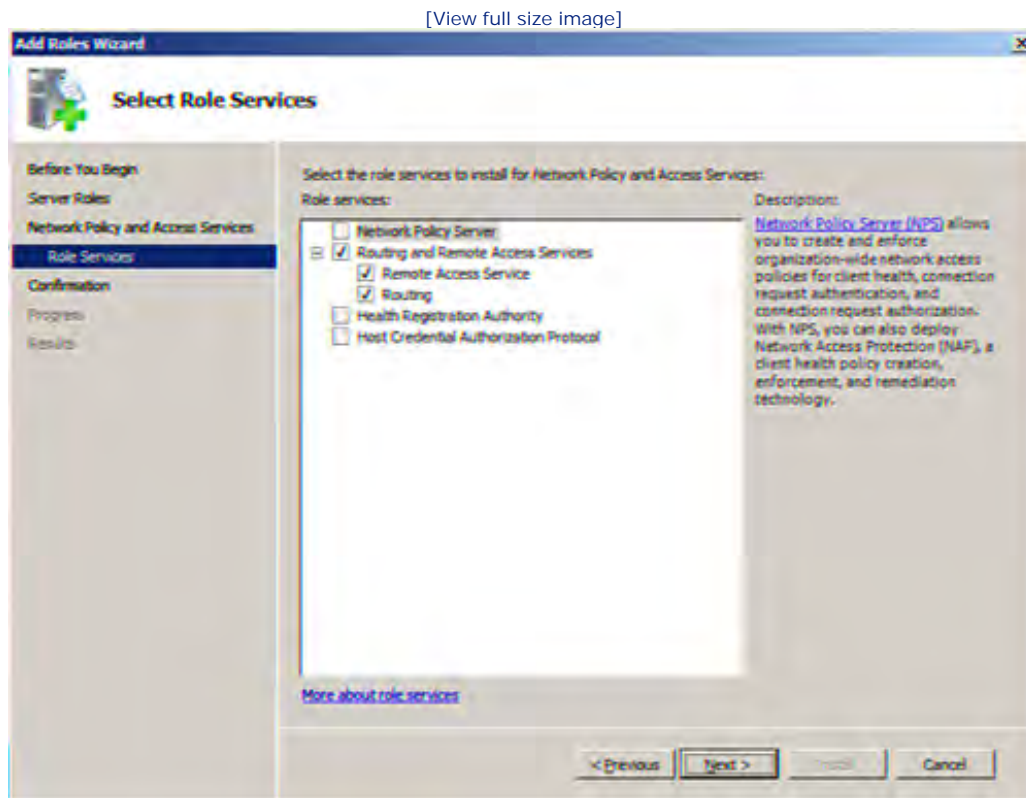 [View full size image]
Add Roles Wizard
Select Role Services
Before You Begin
Server Roles
Network Policy and Access Services
Role Services
Confirmation
Progress
Results
Select the role services to install for Network Policy and Access Services:
Role services:
Network Policy Server
Routing and Remote Access Services
Remote Access Service
Routing
Health Registration Authority
Host Credential Authorization Protocol
More about role services
Description:
Network Policy Server (NPS) allows
you to create and enforce
organization-wide network access
policies for client health, connection
request authentication, and
connection request authorization.
With NPS, you can also deploy
Network Access Protection (NAP), a
client health policy creation,
enforcement, and remediation
technology.
< Previous
Next >
Install
Cancel